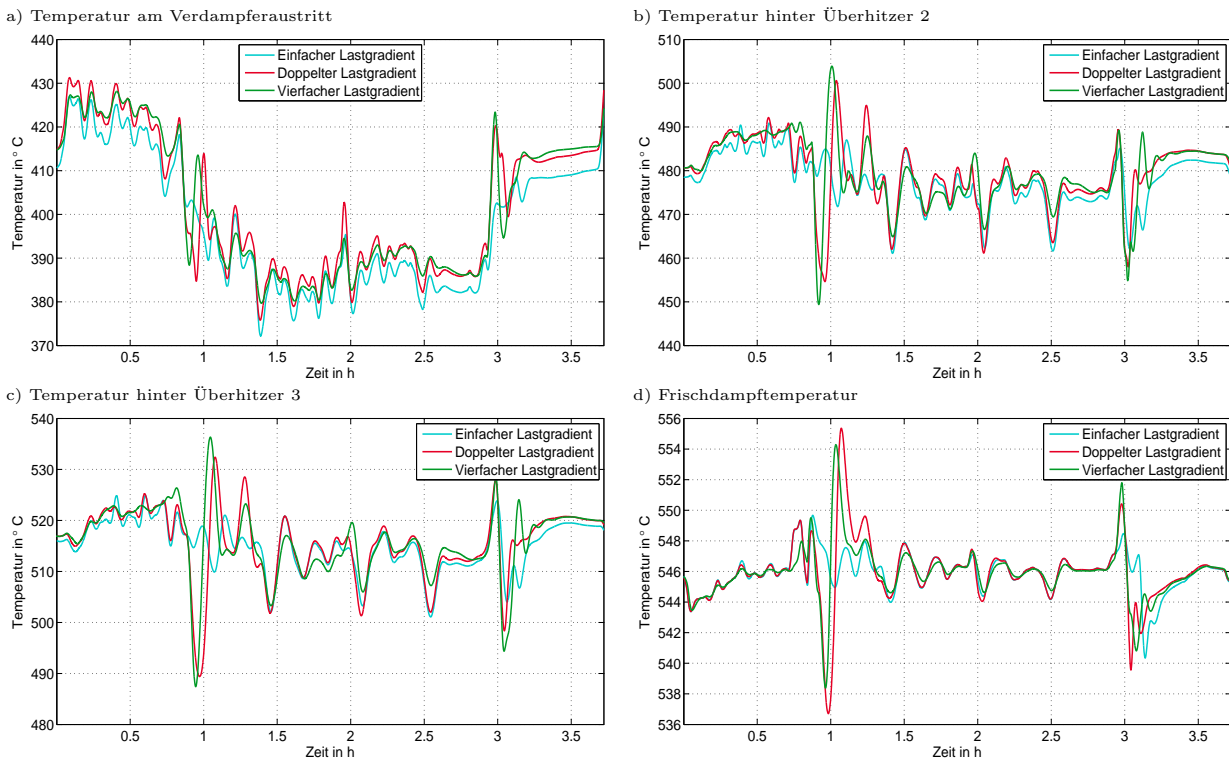 a) Temperatur am Verdampferaustritt
440
430
420
410
400
390
380
370
0.5
1
1.5
2
2.5
3
3.5
Zeit in h
Temperatur in ° C
Einfacher Lastgradient
Doppelter Lastgradient
Vierfacher Lastgradient
b) Temperatur hinter Überhitzer 2
510
500
490
480
470
460
450
440
0.5
1
1.5
2
2.5
3
3.5
Zeit in h
Temperatur in ° C
Einfacher Lastgradient
Doppelter Lastgradient
Vierfacher Lastgradient
c) Temperatur hinter Überhitzer 3
540
530
520
510
500
490
480
0.5
1
1.5
2
2.5
3
3.5
Zeit in h
Temperatur in ° C
Einfacher Lastgradient
Doppelter Lastgradient
Vierfacher Lastgradient
d) Frischdampftemperatur
556
554
552
550
548
546
544
542
540
538
536
0.5
1
1.5
2
2.5
3
3.5
Zeit in h
Temperatur in ° C
Einfacher Lastgradient
Doppelter Lastgradient
Vierfacher Lastgradient